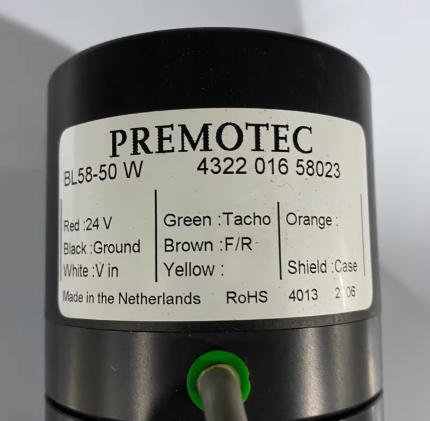 PREMOTEC
BL58-50 W 4322 016 58023
Red :24 V Green :Tacho Orange :
Black :Ground Brown :F/R
White :V in Yellow : Shield :Case
Made in the Netherlands RoHS 4013